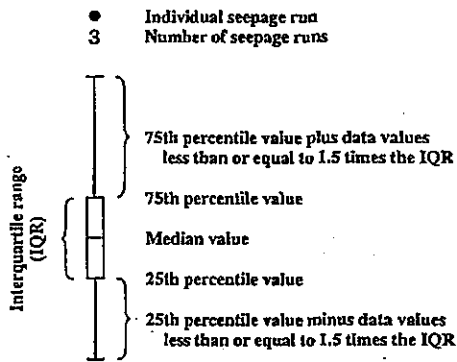 ● Individual seepage run
3 Number of seepage runs
75th percentile value plus data values
less than or equal to 1.5 times the IQR
75th percentile value
Interquartile range
(IQR)
Median value
25th percentile value
25th percentile value minus data values
less than or equal to 1.5 times the IQR